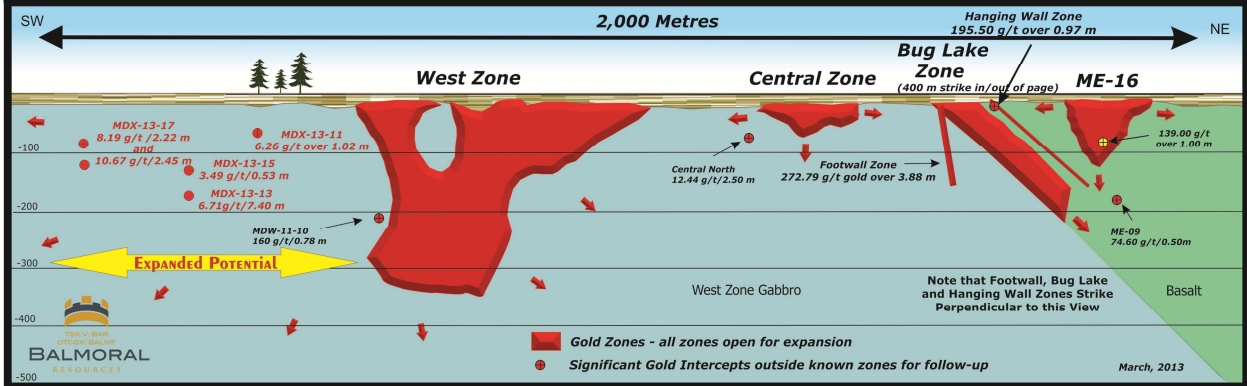 SW
2,000 Metres
NE
Hanging Wall Zone
195.50 g/t over 0.97 m
West Zone
Central Zone
Bug Lake
Zone
(400 m strike in/out of page)
ME-16
MDX-13-17
8.19 g/t /2.22 m
and
10.67 g/t/2.45 m
MDX-13-11
6.26 g/t over 1.02 m
MDX-13-15
3.49 g/t/0.53 m
MDX-13-13
6.71g/t/7.40 m
MDW-11-10
160 g/t/0.78 m
Central North
12.44 g/t/2.50 m
Footwall Zone
272.79 g/t gold over 3.88 m
139.00 g/t
over 1.00 m
ME-09
74.60 g/t/0.50m
-100
-200
-300
-400
-500
Expanded Potential
West Zone Gabbro
Note that Footwall, Bug Lake
and Hanging Wall Zones Strike
Perpendicular to this View
Basalt
TSX V: BAR
OTCQX: BALMF
BALMORAL
RESOURCES
Gold Zones - all zones open for expansion
Significant Gold Intercepts outside known zones for follow-up
March, 2013